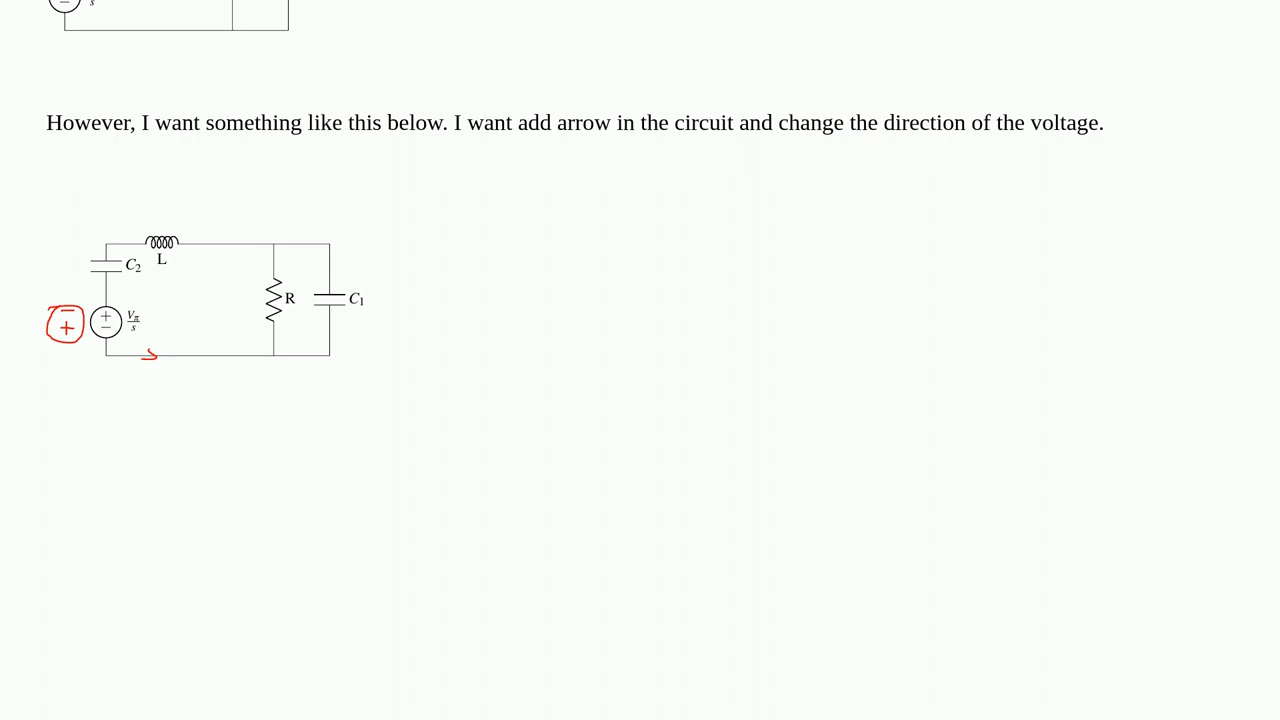 s
However, I want something like this below. I want add arrow in the circuit and change the direction of the voltage.
L
C₂
R
C₁
− +
+ −
Vπ/s